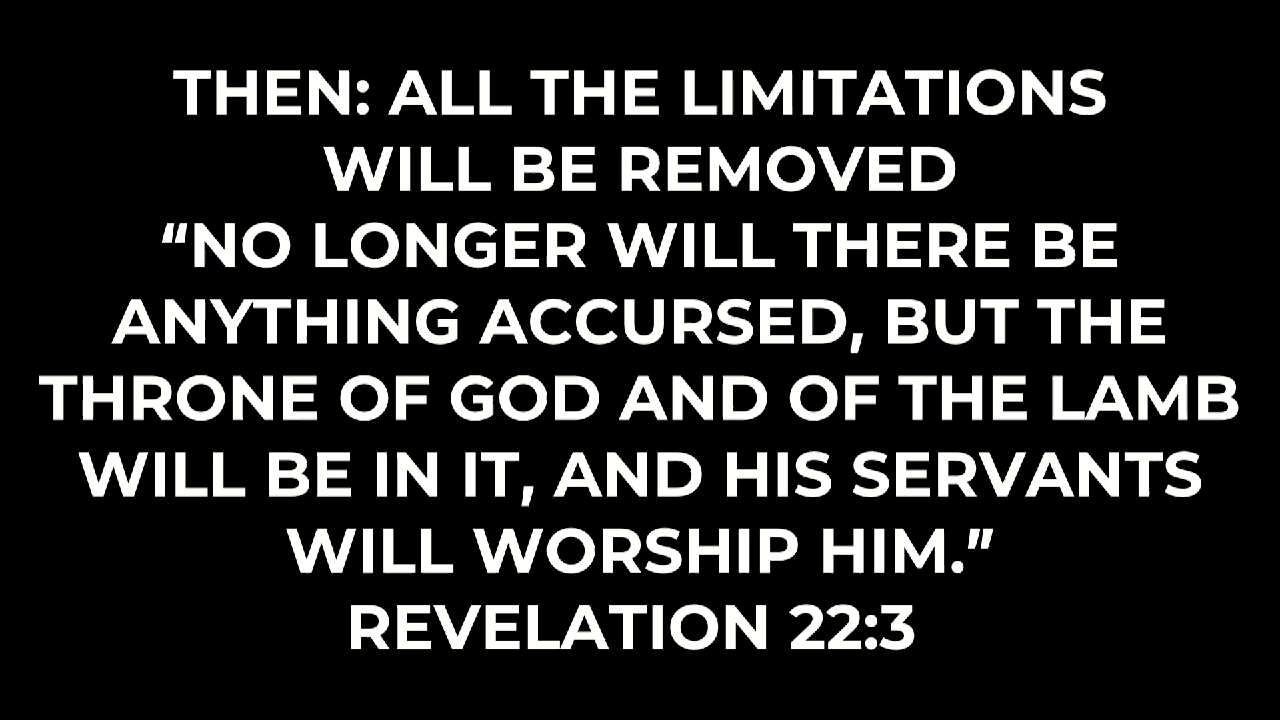 THEN: ALL THE LIMITATIONS
WILL BE REMOVED
“NO LONGER WILL THERE BE
ANYTHING ACCURSED, BUT THE
THRONE OF GOD AND OF THE LAMB
WILL BE IN IT, AND HIS SERVANTS
WILL WORSHIP HIM.”
REVELATION 22:3